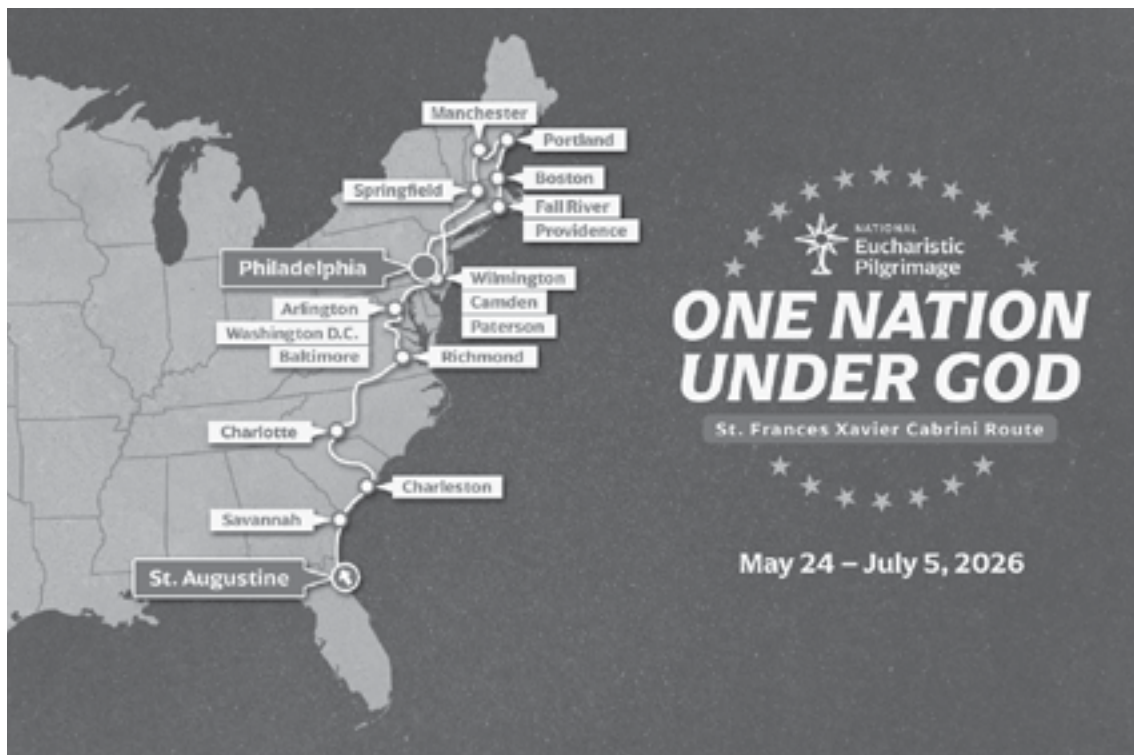 Manchester
Portland
Boston
Springfield
Fall River
Providence
Philadelphia
Wilmington
Camden
Paterson
Arlington
Washington D.C.
Baltimore
Richmond
Charlotte
Charleston
Savannah
St. Augustine
NATIONAL
Eucharistic
Pilgrimage
ONE NATION
UNDER GOD
St. Frances Xavier Cabrini Route
May 24 – July 5, 2026